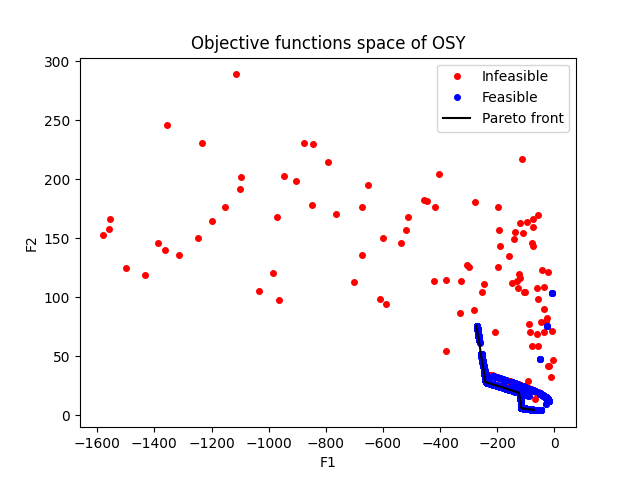 Objective functions space of OSY
Infeasible
Feasible
Pareto front
F2
300
250
200
150
100
50
0
−1600 −1400 −1200 −1000 −800 −600 −400 −200 0
F1